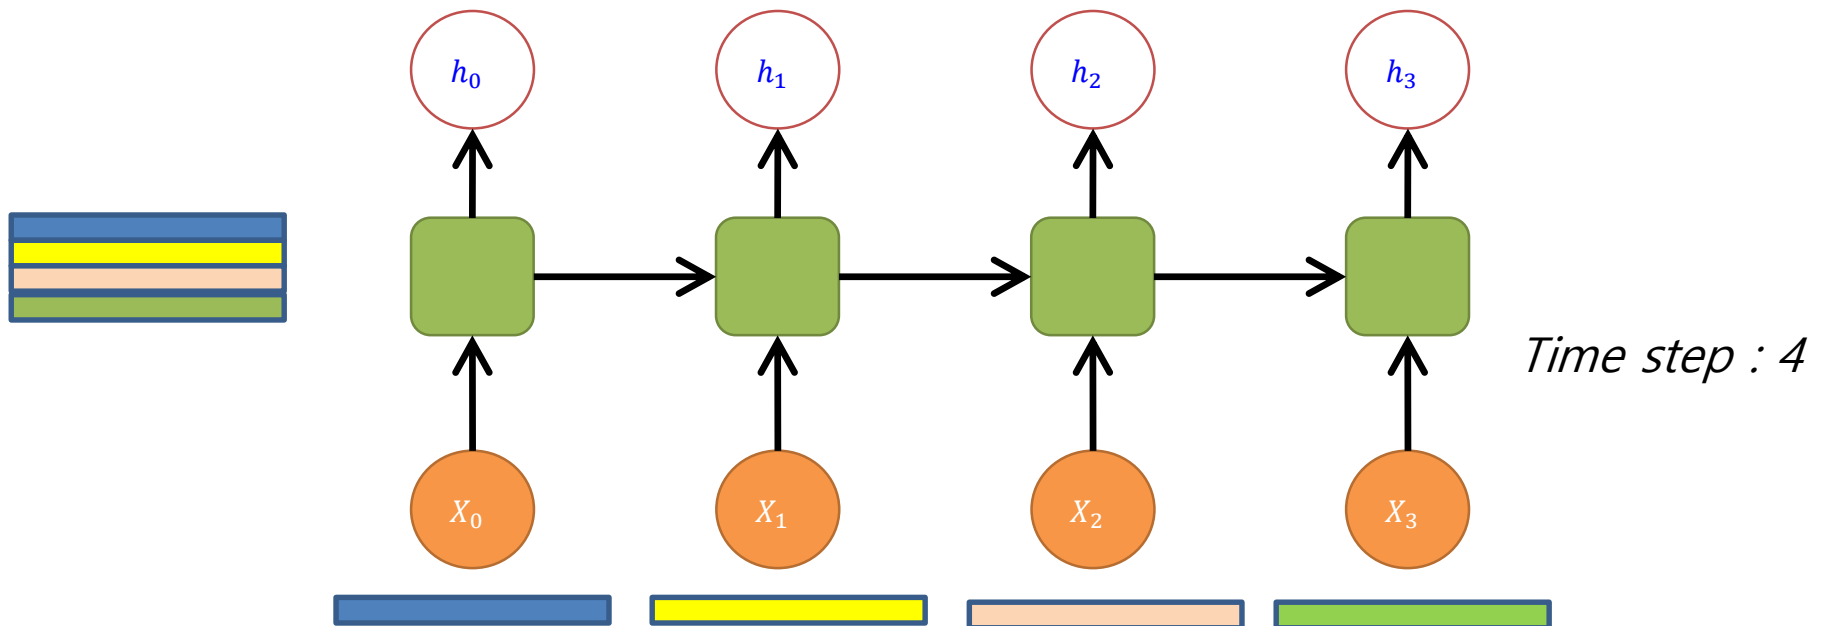 h₀ h₁ h₂ h₃
Time step : 4
X₀ X₁ X₂ X₃